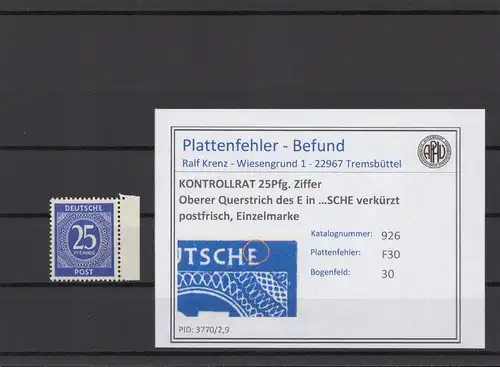 DEUTSCHE
25
PFENNIG
POST
Plattenfehler - Befund
Ralf Krenz - Wiesengrund 1 - 22967 Tremsbüttel
KONTROLLRAT 25Pfg. Ziffer
Oberer Querstrich des E in ...SCHE verkürzt
postfrisch, Einzelmarke
Katalognummer: 926
Plattenfehler: F30
Bogenfeld: 30
UTSCHE
PID: 3770/2,9